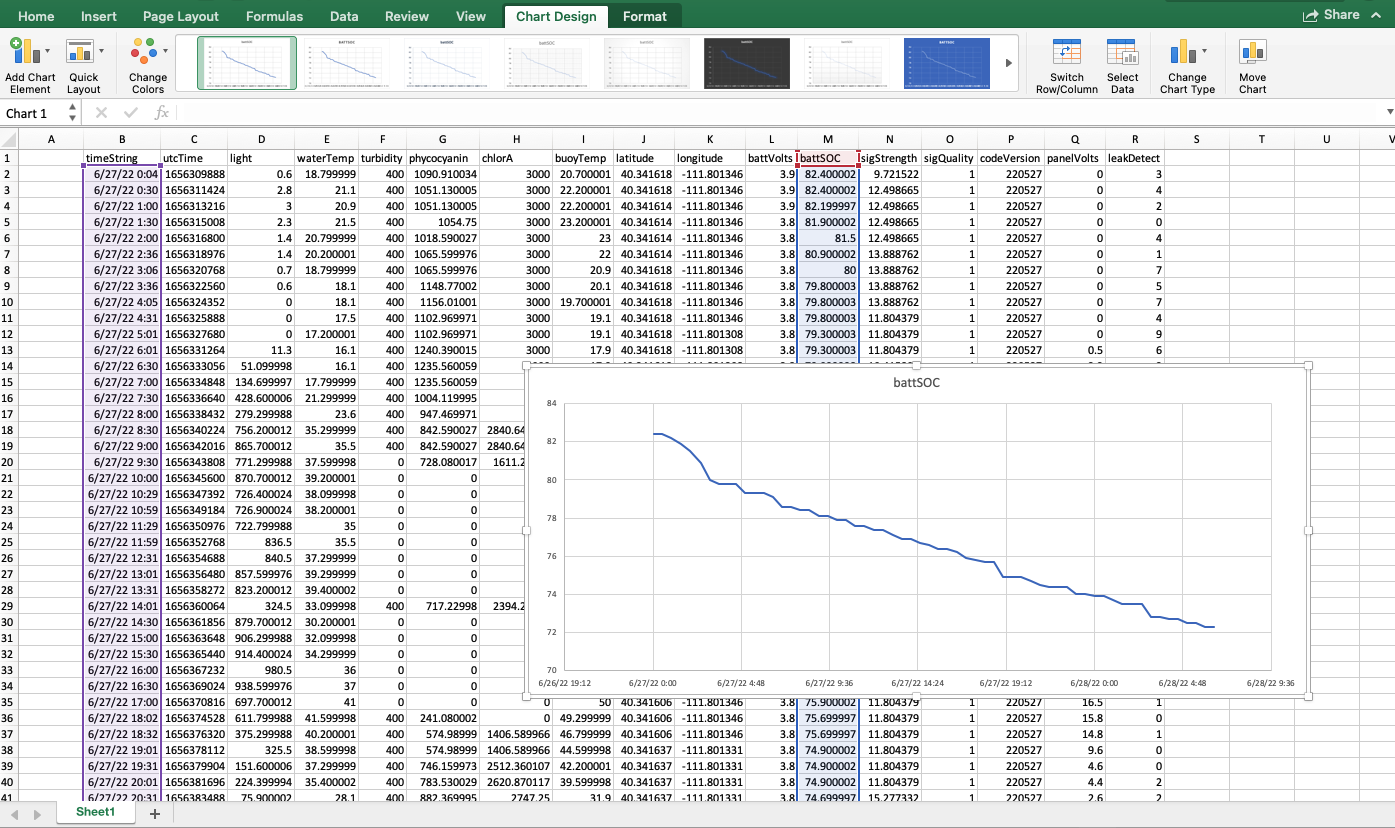 Home Insert Page Layout Formulas Data Review View Chart Design Format Share
Add Chart Element Quick Layout Change Colors Switch Row/Column Select Data Change Chart Type Move Chart
Chart 1 fx
A B C D E F G H I J K L M N O P Q R S T U V
1 timeString utcTime light waterTemp turbidity phycocyanin chlorA buoyTemp latitude longitude battVolts battSOC sigStrength sigQuality codeVersion panelVolts leakDetect
2 6/27/22 0:04 1656309888 0.6 18.799999 400 1090.910034 3000 20.700001 40.341618 -111.801346 3.9 82.400002 9.721522 1 220527 0 3
3 6/27/22 0:30 1656311424 2.8 21.1 400 1051.130005 3000 22.200001 40.341618 -111.801346 3.9 82.400002 12.498665 1 220527 0 4
4 6/27/22 1:00 1656313216 3 20.9 400 1051.130005 3000 22.200001 40.341614 -111.801346 3.9 82.199997 12.498665 1 220527 0 2
5 6/27/22 1:30 1656315008 2.3 21.5 400 1054.75 3000 23.200001 40.341614 -111.801346 3.8 81.900002 12.498665 1 220527 0 0
6 6/27/22 2:00 1656316800 1.4 20.799999 400 1018.590027 3000 23 40.341614 -111.801346 3.8 81.5 12.498665 1 220527 0 4
7 6/27/22 2:36 1656318976 1.4 20.200001 400 1065.599976 3000 22 40.341614 -111.801346 3.8 80.900002 13.888762 1 220527 0 1
8 6/27/22 3:06 1656320768 0.7 18.799999 400 1065.599976 3000 20.9 40.341618 -111.801346 3.8 80 13.888762 1 220527 0 7
9 6/27/22 3:36 1656322560 0.6 18.1 400 1148.77002 3000 20.1 40.341618 -111.801346 3.8 79.800003 13.888762 1 220527 0 5
10 6/27/22 4:05 1656324352 0 18.1 400 1156.01001 3000 19.700001 40.341618 -111.801346 3.8 79.800003 13.888762 1 220527 0 7
11 6/27/22 4:31 1656325888 0 17.5 400 1102.969971 3000 19.1 40.341618 -111.801346 3.8 79.800003 11.804379 1 220527 0 4
12 6/27/22 5:01 1656327680 0 17.200001 400 1102.969971 3000 19.1 40.341618 -111.801308 3.8 79.300003 11.804379 1 220527 0 9
13 6/27/22 6:01 1656331264 11.3 16.1 400 1240.390015 3000 17.9 40.341618 -111.801308 3.8 79.300003 11.804379 1 220527 0.5 6
14 6/27/22 6:30 1656333056 51.099998 16.1 400 1235.560059
15 6/27/22 7:00 1656334848 134.699997 17.799999 400 1235.560059
16 6/27/22 7:30 1656336640 428.600006 21.299999 400 1004.119995
17 6/27/22 8:00 1656338432 279.299988 23.6 400 947.469971
18 6/27/22 8:30 1656340224 756.200012 35.299999 400 842.590027 2840.64
19 6/27/22 9:00 1656342016 865.700012 35.5 400 842.590027 2840.64
20 6/27/22 9:30 1656343808 771.299988 37.599998 0 728.080017 1611.2
21 6/27/22 10:00 1656345600 870.700012 39.200001 0 0
22 6/27/22 10:29 1656347392 726.400024 38.099998 0 0
23 6/27/22 10:59 1656349184 726.900024 38.200001 0 0
24 6/27/22 11:29 1656350976 722.799988 35 0 0
25 6/27/22 11:59 1656352768 836.5 35.5 0 0
26 6/27/22 12:31 1656354688 840.5 37.299999 0 0
27 6/27/22 13:01 1656356480 857.599976 39.299999 0 0
28 6/27/22 13:31 1656358272 823.200012 39.400002 0 0
29 6/27/22 14:01 1656360064 324.5 33.099998 400 717.22998 2394.2
30 6/27/22 14:30 1656361856 879.700012 30.200001 0 0
31 6/27/22 15:00 1656363648 906.299988 32.099998 0 0
32 6/27/22 15:30 1656365440 914.400024 34.299999 0 0
33 6/27/22 16:00 1656367232 980.5 36 0 0
34 6/27/22 16:30 1656369024 938.599976 37 0 0
35 6/27/22 17:00 1656370816 697.700012 41 0 0 0 50 40.341606 -111.801346 3.8 75.900002 11.804379 1 220527 16.5 1
36 6/27/22 18:02 1656374528 611.799988 41.599998 400 241.080002 0 49.299999 40.341606 -111.801346 3.8 75.699997 11.804379 1 220527 15.8 0
37 6/27/22 18:32 1656376320 375.299988 40.200001 400 574.98999 1406.589966 46.799999 40.341606 -111.801346 3.8 75.699997 11.804379 1 220527 14.8 1
38 6/27/22 19:01 1656378112 325.5 38.599998 400 574.98999 1406.589966 44.599998 40.341637 -111.801331 3.8 74.900002 11.804379 1 220527 9.6 0
39 6/27/22 19:31 1656379904 151.600006 37.299999 400 746.159973 2512.360107 42.200001 40.341637 -111.801331 3.8 74.900002 11.804379 1 220527 4.6 0
40 6/27/22 20:01 1656381696 224.399994 35.400002 400 783.530029 2620.870117 39.599998 40.341637 -111.801331 3.8 74.900002 11.804379 1 220527 4.4 2
41 6/27/22 20:31 1656383488 75.900002 28.1 400 882.369995 2747.25 31.9 40.341637 -111.801331 3.8 74.699997 15.277332 1 220527 2.6 2
battSOC
84
82
80
78
76
74
72
70
6/26/22 19:12 6/27/22 0:00 6/27/22 4:48 6/27/22 9:36 6/27/22 14:24 6/27/22 19:12 6/28/22 0:00 6/28/22 4:48 6/28/22 9:36
Sheet1